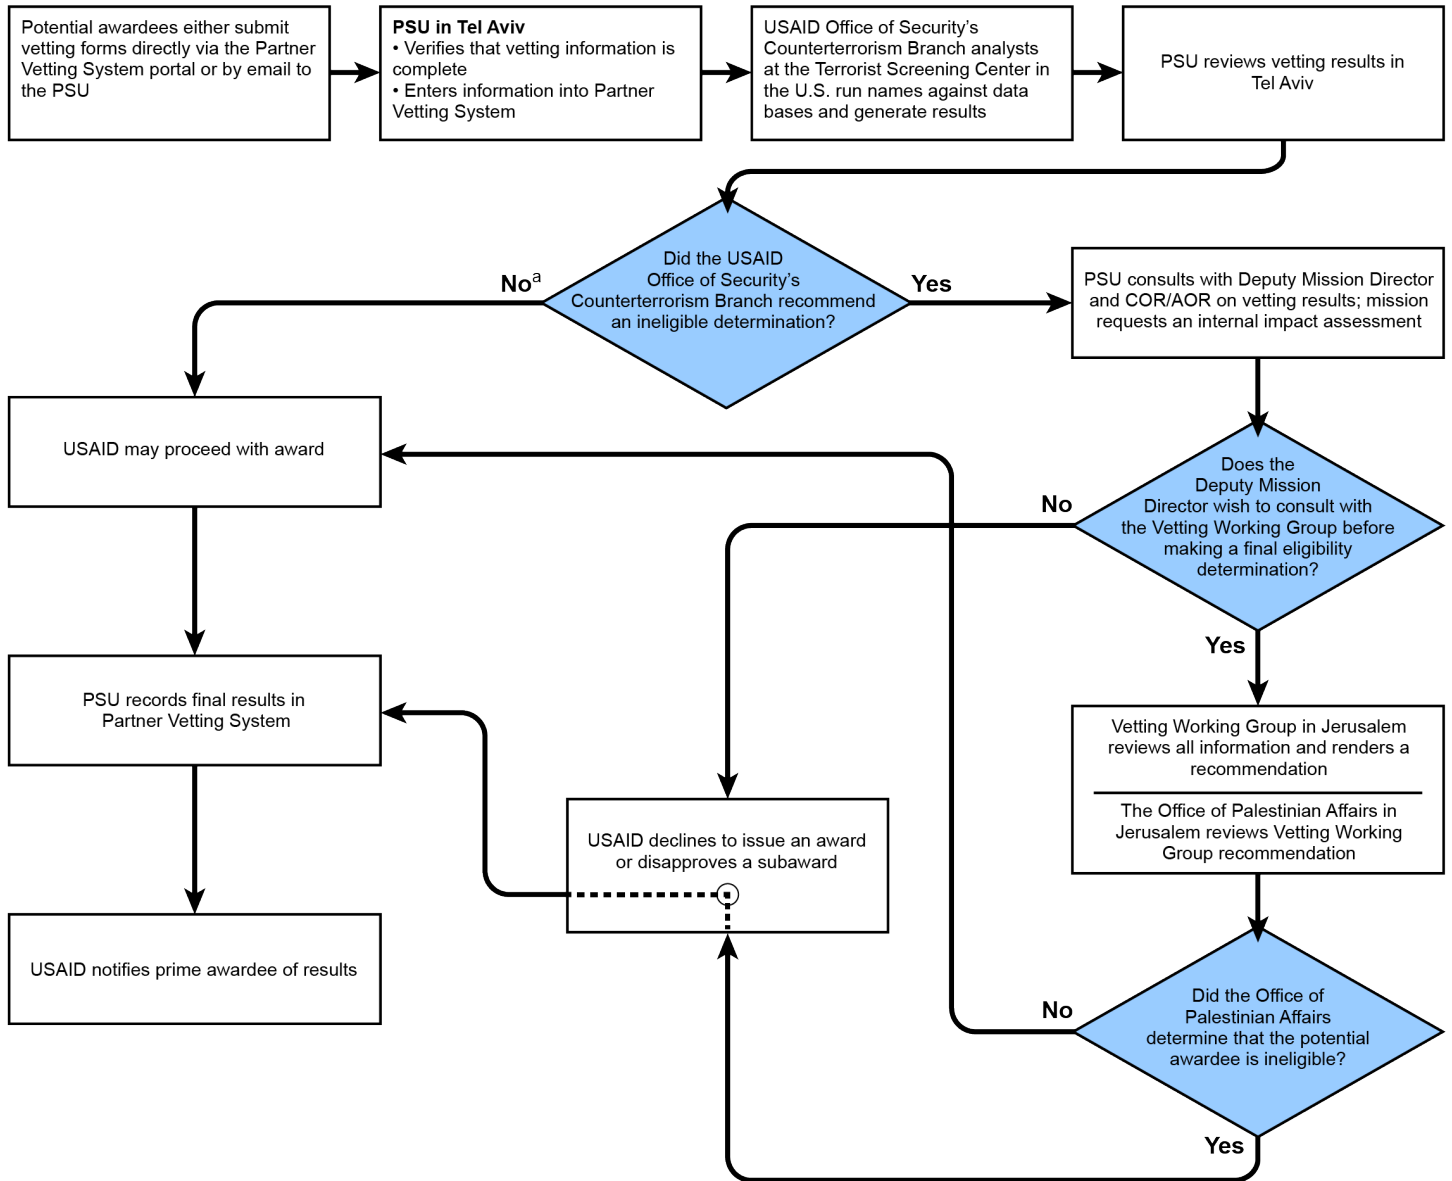 Potential awardees either submit
vetting forms directly via the Partner
Vetting System portal or by email to
the PSU
PSU in Tel Aviv
• Verifies that vetting information is
complete
• Enters information into Partner
Vetting System
USAID Office of Security’s
Counterterrorism Branch analysts
at the Terrorist Screening Center in
the U.S. run names against data
bases and generate results
PSU reviews vetting results in
Tel Aviv
Did the USAID
Office of Security’s
Counterterrorism Branch recommend
an ineligible determination?
Noᵃ
Yes
PSU consults with Deputy Mission Director
and COR/AOR on vetting results; mission
requests an internal impact assessment
USAID may proceed with award
Does the
Deputy Mission
Director wish to consult with
the Vetting Working Group before
making a final eligibility
determination?
No
Yes
PSU records final results in
Partner Vetting System
Vetting Working Group in Jerusalem
reviews all information and renders a
recommendation
The Office of Palestinian Affairs in
Jerusalem reviews Vetting Working
Group recommendation
USAID declines to issue an award
or disapproves a subaward
USAID notifies prime awardee of results
Did the Office of
Palestinian Affairs
determine that the potential
awardee is ineligible?
No
Yes